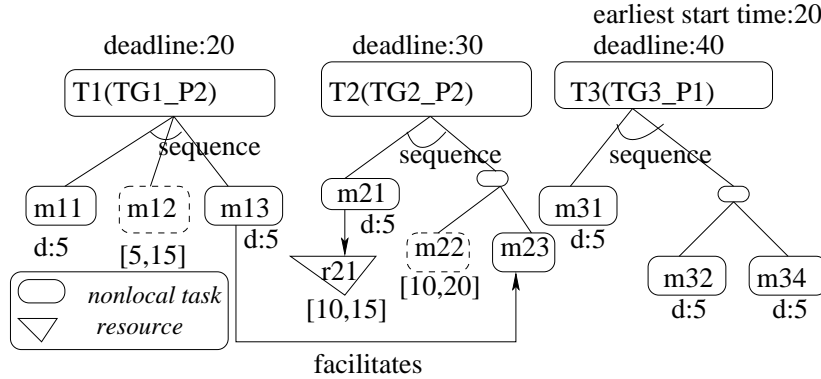 earliest start time:20
deadline:20
deadline:30
deadline:40
T1(TG1_P2)
T2(TG2_P2)
T3(TG3_P1)
sequence
sequence
sequence
m11
m12
m13
m21
m31
d:5
[5,15]
d:5
d:5
r21
m22
m23
m32
m34
[10,15]
[10,20]
d:5
d:5
nonlocal task
resource
facilitates